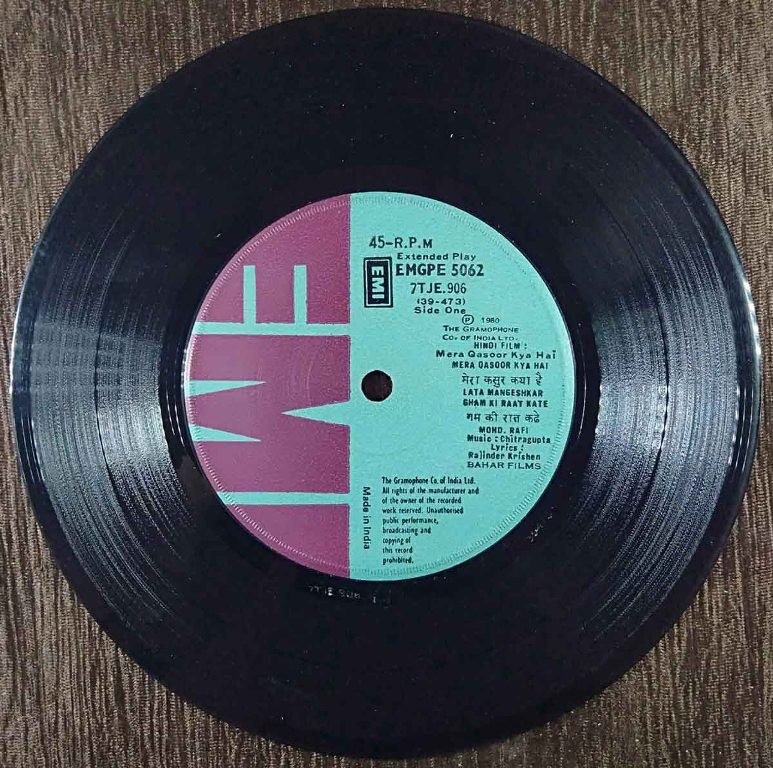 EMI
45-R.P.M
Extended Play
EMI
EMGPE 5062
7TJE.906
(39-473)
Side One
Ⓟ 1980
THE GRAMOPHONE
CO. OF INDIA LTD.
HINDI FILM :
Mera Qasoor Kya Hai
MERA QASOOR KYA HAI
मेरा कसुर कया है
LATA MANGESHKAR
GHAM KI RAAT KATE
गम की रात कढे
MOHD. RAFI
Music : Chitragupta
Lyrics :
Rajinder Krishen
BAHAR FILMS
The Gramophone Co. of India Ltd.
All rights of the manufacturer and
of the owner of the recorded
work reserved. Unauthorised
public performance,
broadcasting and
copying of
this record
prohibited.
Made in India